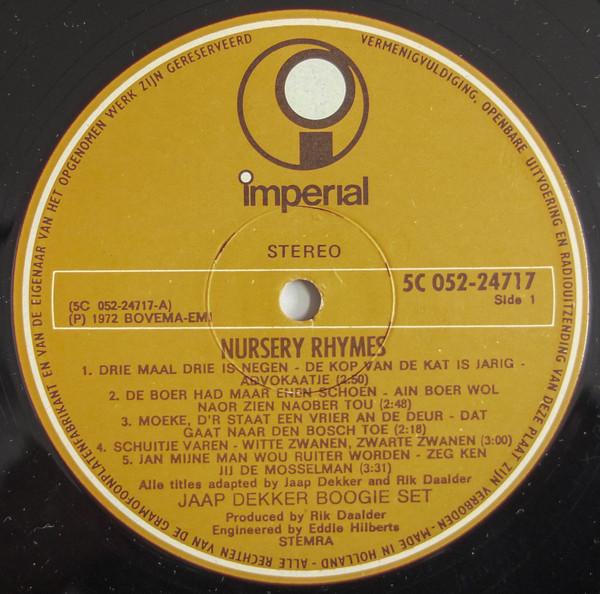 imperial
STEREO
5C 052-24717
Side 1
(5C 052-24717-A)
(P) 1972 BOVEMA-EMI
NURSERY RHYMES
1. DRIE MAAL DRIE IS NEGEN - DE KOP VAN DE KAT IS JARIG -
ADVOKAATJE (2:50)
2. DE BOER HAD MAAR EENEN SCHOEN - AIN BOER WOL
NAOR ZIEN NAOBER TOU (2:48)
3. MOEKE, D'R STAAT EEN VRIER AN DE DEUR - DAT
GAAT NAAR DEN BOSCH TOE (2:18)
4. SCHUITJE VAREN - WITTE ZWANEN, ZWARTE ZWANEN (3:00)
5. JAN MIJNE MAN WOU RUITER WORDEN - ZEG KEN
JIJ DE MOSSELMAN (3:31)
Alle titles adapted by Jaap Dekker and Rik Daalder
JAAP DEKKER BOOGIE SET
Produced by Rik Daalder
Engineered by Eddie Hilberts
STEMRA
MADE IN HOLLAND - ALLE RECHTEN VAN DE GRAMOFOONPLATENFABRIKANT EN VAN DE EIGENAAR VAN HET OPGENOMEN WERK ZIJN GERESERVEERD
VERMENIGVULDIGING, OPENBARE UITVOERING EN RADIOUITZENDING VAN DEZE PLAAT ZIJN VERBODEN -